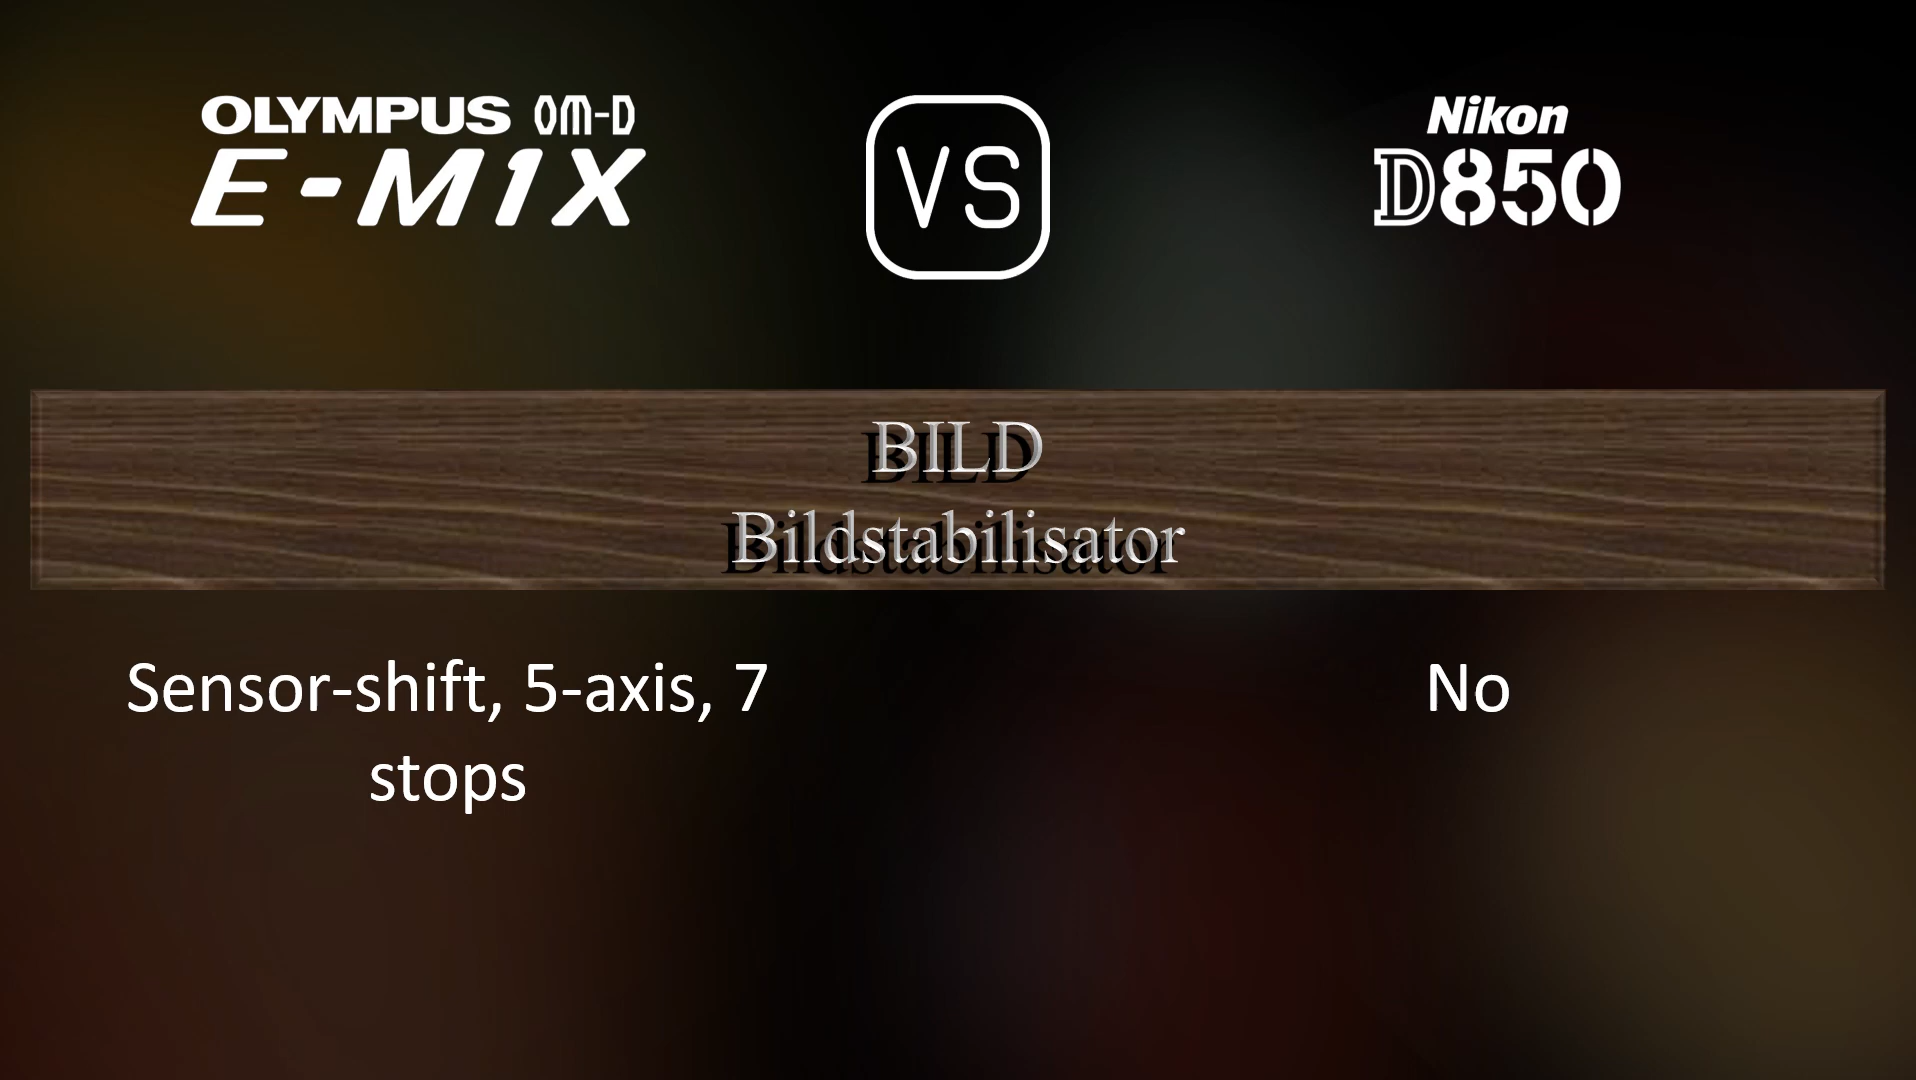 OLYMPUS OM-D
E-M1X
VS
Nikon
D850
BILD
Bildstabilisator
Sensor-shift, 5-axis, 7
stops
No